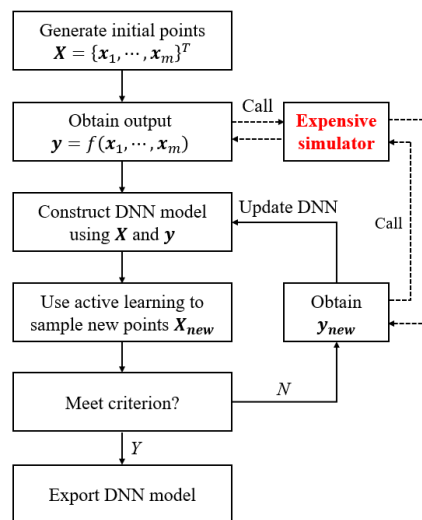 Generate initial points
X = {x₁, ⋯, xₘ}ᵀ
Obtain output
y = f(x₁, ⋯, xₘ)
Call
Expensive
simulator
Construct DNN model
using X and y
Update DNN
Call
Use active learning to
sample new points Xnew
Obtain
ynew
Meet criterion?
N
Y
Export DNN model